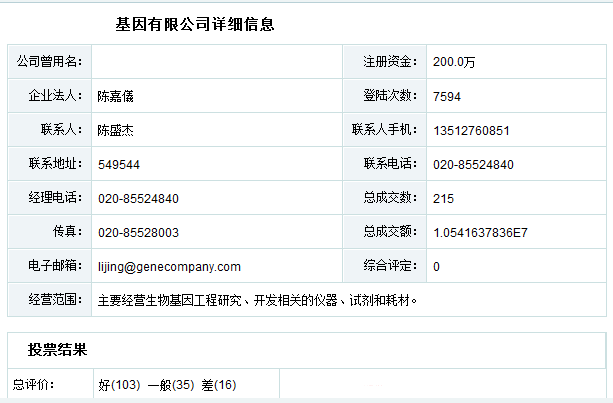 基因有限公司详细信息
公司曾用名： 注册资金： 200.0万
企业法人： 陈嘉儀 登陆次数： 7594
联系人： 陈盛杰 联系人手机： 13512760851
联系地址： 549544 联系电话： 020-85524840
经理电话： 020-85524840 总成交数： 215
传真： 020-85528003 总成交额： 1.0541637836E7
电子邮箱： lijing@genecompany.com 综合评定： 0
经营范围： 主要经营生物基因工程研究、开发相关的仪器、试剂和耗材。
投票结果
总评价： 好(103) 一般(35) 差(16)